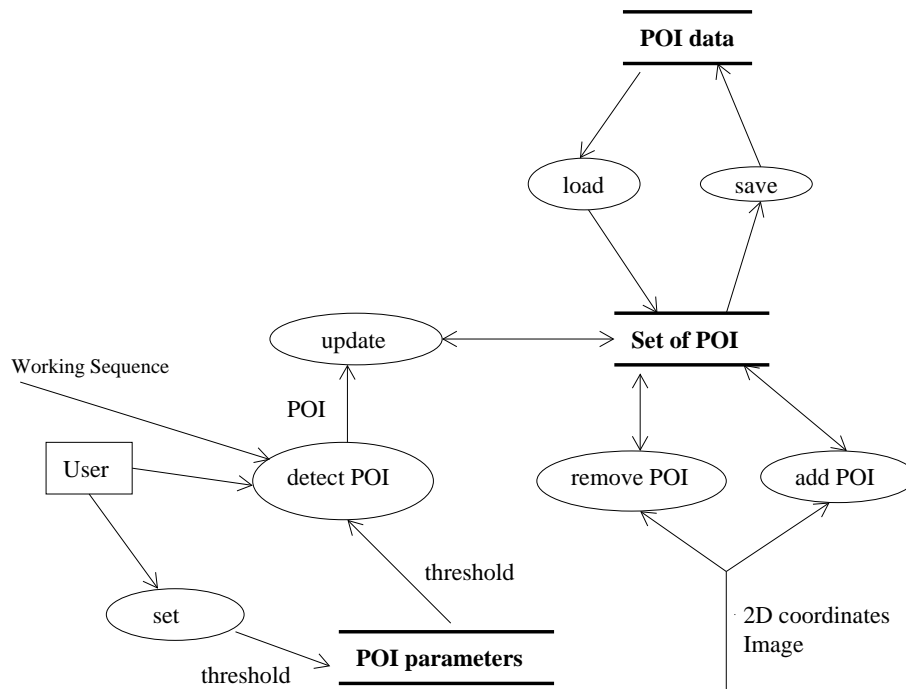 POI data
load
save
update
Set of POI
Working Sequence
POI
User
detect POI
remove POI
add POI
threshold
set
2D coordinates
Image
POI parameters
threshold